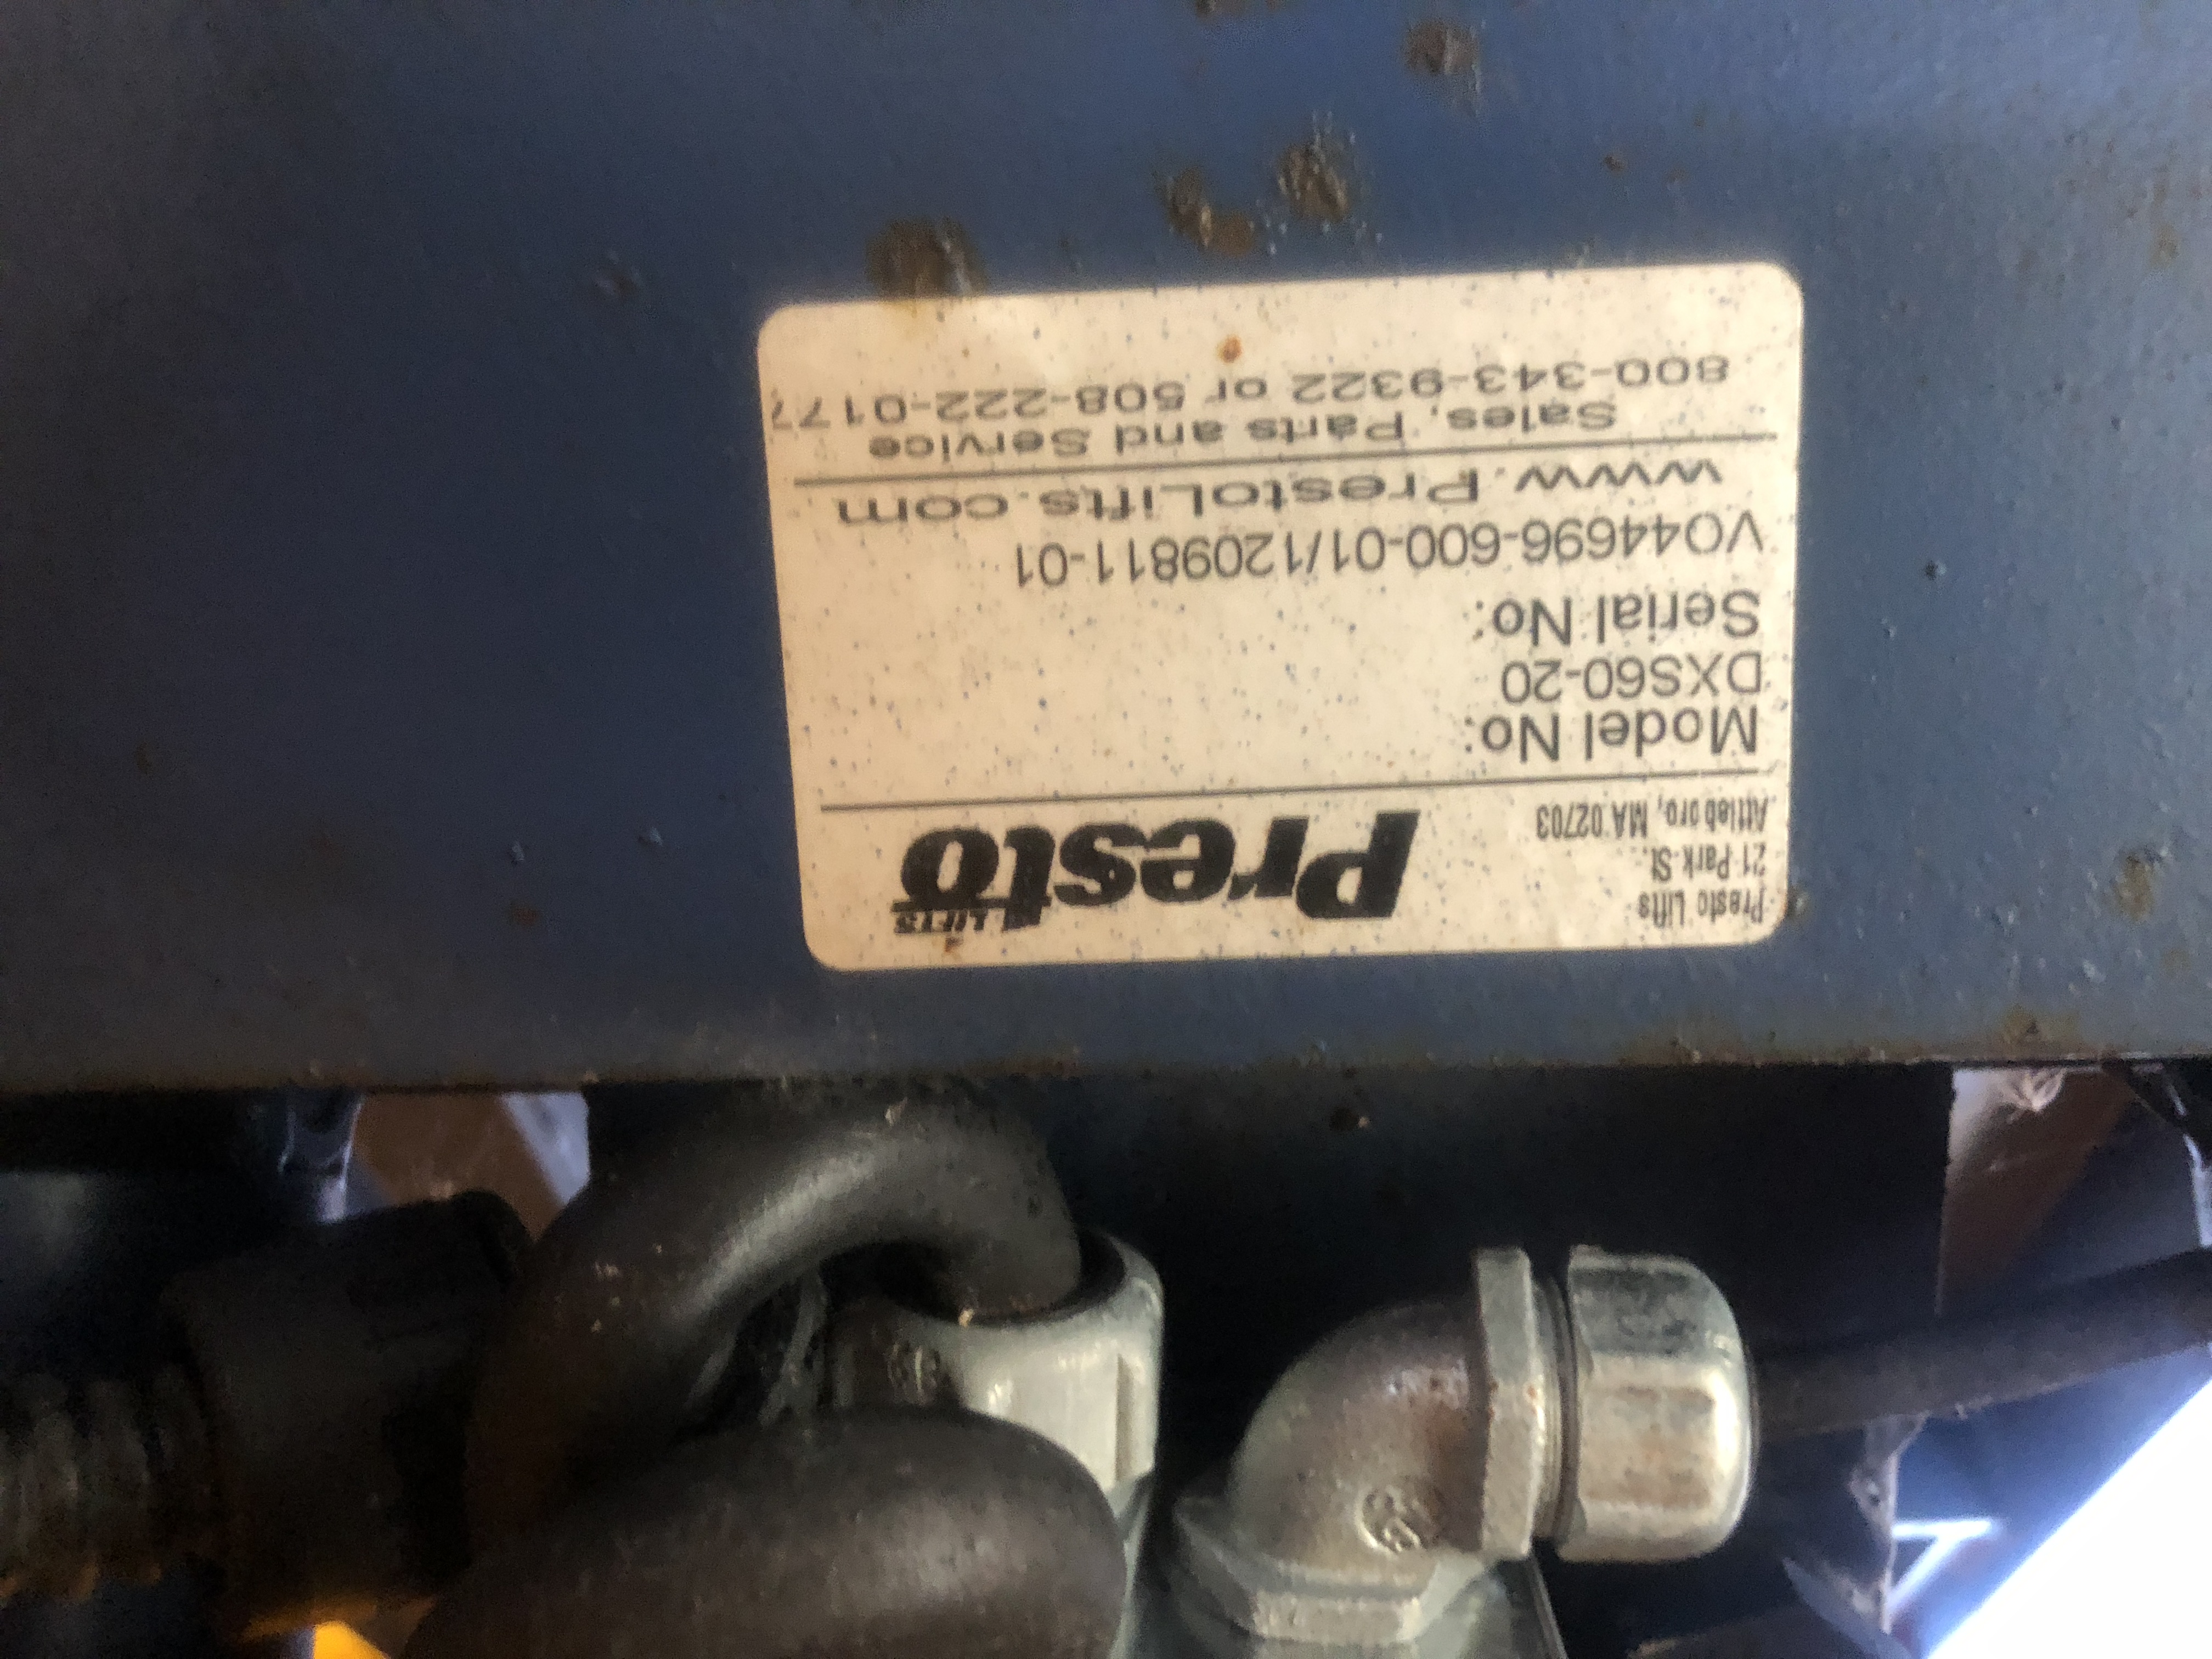 Presto Lifts
21 Park St.
Attleboro, MA 02703
Presto
LIFTS
Model No:
DXS60-20
Serial No:
VO44696-600-01/1209811-01
www.PrestoLifts.com
Sales, Parts and Service
800-343-9322 or 508-222-0177